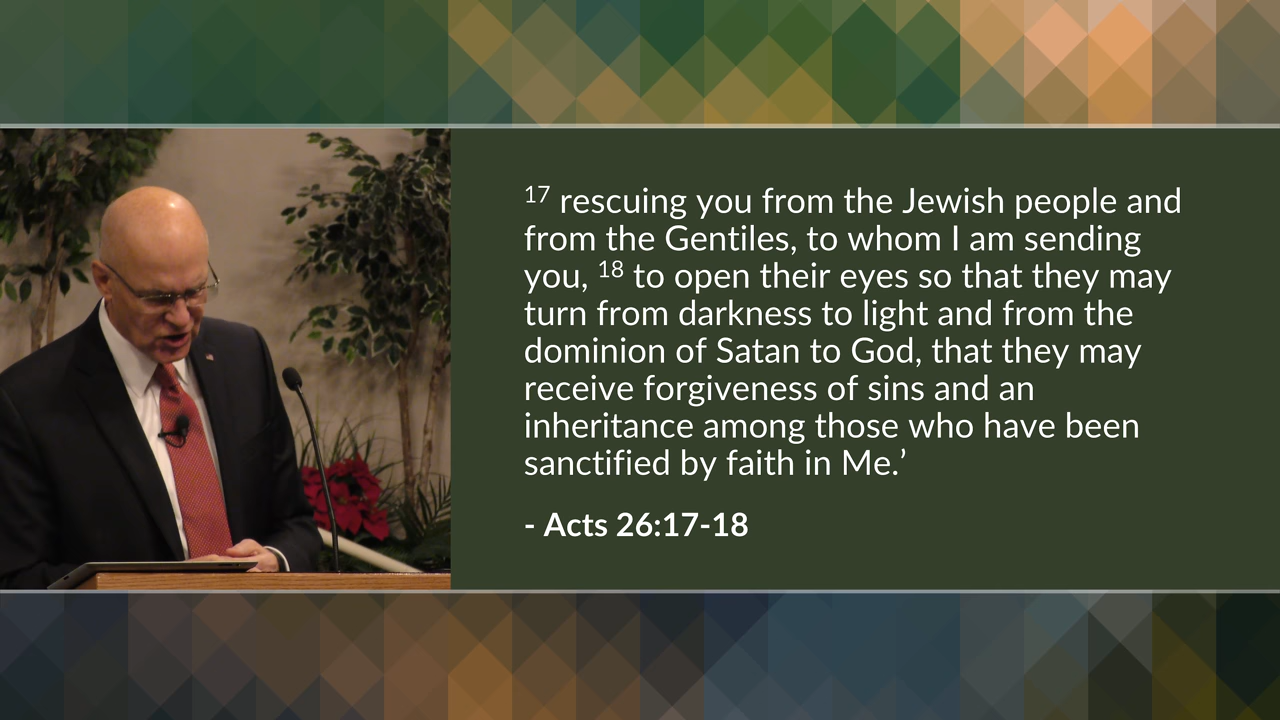 17 rescuing you from the Jewish people and
from the Gentiles, to whom I am sending
you, 18 to open their eyes so that they may
turn from darkness to light and from the
dominion of Satan to God, that they may
receive forgiveness of sins and an
inheritance among those who have been
sanctified by faith in Me.’
- Acts 26:17-18